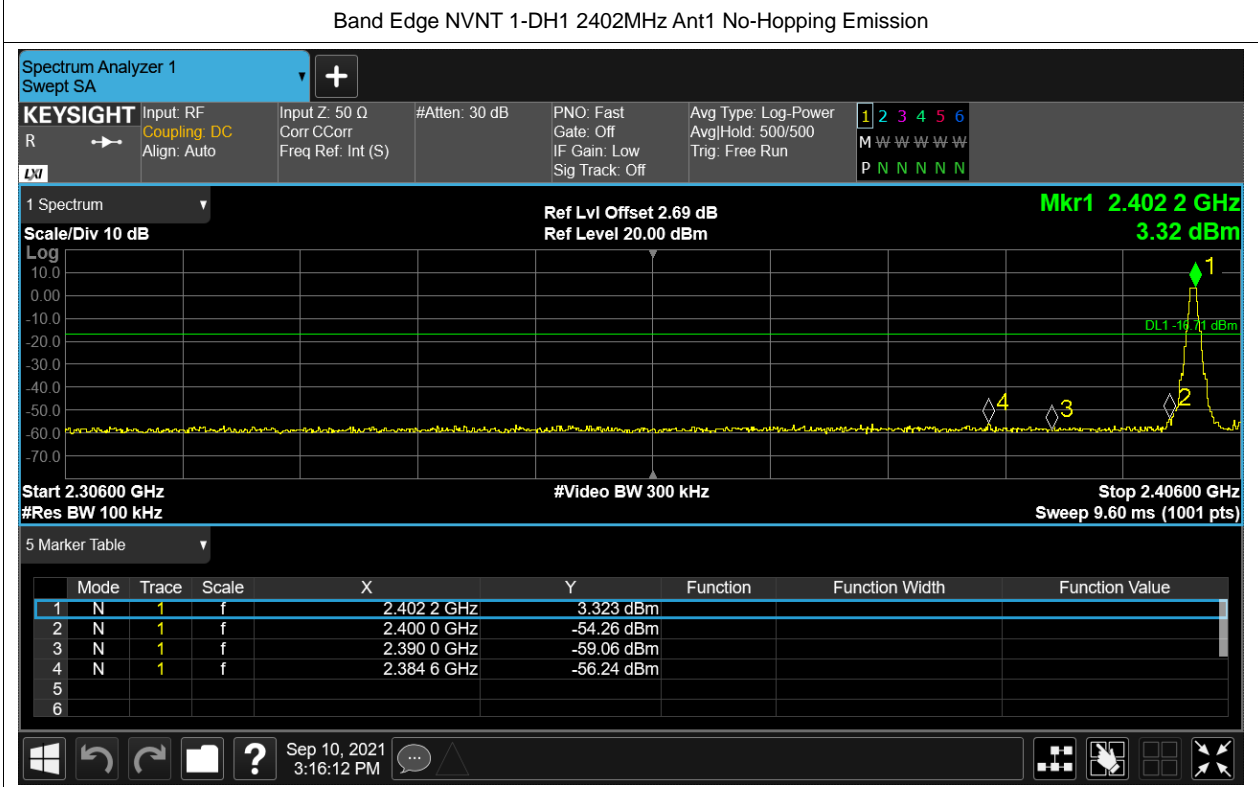 Band Edge NVNT 1-DH1 2402MHz Ant1 No-Hopping Emission
Spectrum Analyzer 1
Swept SA
+
KEYSIGHT
R
LXI
Input: RF
Coupling: DC
Align: Auto
Input Z: 50 Ω
Corr CCorr
Freq Ref: Int (S)
#Atten: 30 dB
PNO: Fast
Gate: Off
IF Gain: Low
Sig Track: Off
Avg Type: Log-Power
Avg|Hold: 500/500
Trig: Free Run
1 2 3 4 5 6
M W W W W W
P N N N N N
1 Spectrum
Scale/Div 10 dB
Ref Lvl Offset 2.69 dB
Ref Level 20.00 dBm
Mkr1 2.402 2 GHz
3.32 dBm
Log
10.0
0.00
-10.0
-20.0
-30.0
-40.0
-50.0
-60.0
-70.0
1
DL1 -16.71 dBm
4
3
2
Start 2.30600 GHz
#Res BW 100 kHz
#Video BW 300 kHz
Stop 2.40600 GHz
Sweep 9.60 ms (1001 pts)
5 Marker Table
Mode Trace Scale X Y Function Function Width Function Value
1 N 1 f 2.402 2 GHz 3.323 dBm
2 N 1 f 2.400 0 GHz -54.26 dBm
3 N 1 f 2.390 0 GHz -59.06 dBm
4 N 1 f 2.384 6 GHz -56.24 dBm
5
6
?
Sep 10, 2021
3:16:12 PM